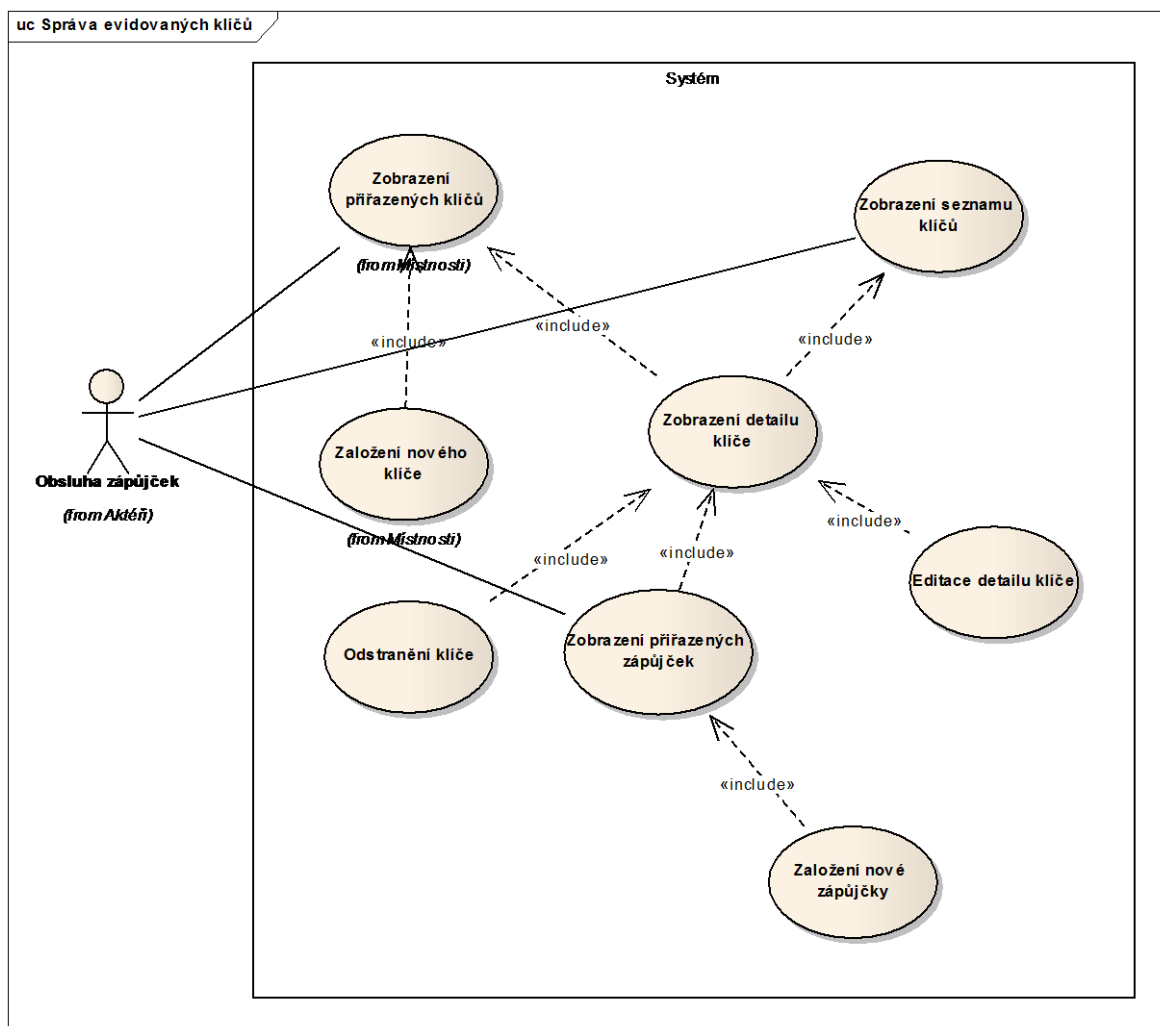 uc Správa evidovaných klíčů
Systém
Zobrazení
přiřazených klíčů
(from Místnosti)
Zobrazení seznamu
klíčů
«include»
«include»
«include»
Obsluha zápůjček
(from Aktéři)
Založení nového
klíče
(from Místnosti)
Zobrazení detailu
klíče
«include»
«include»
«include»
Editace detailu klíče
Odstranění klíče
Zobrazení přiřazených
zápůjček
«include»
Založení nové
zápůjčky